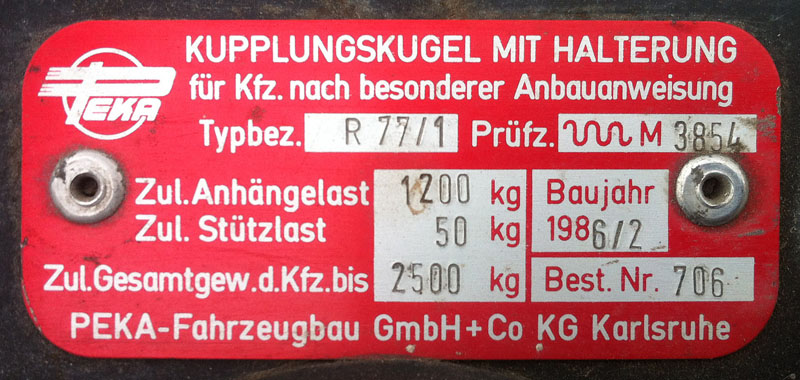 PEKA
KUPPLUNGSKUGEL MIT HALTERUNG
für Kfz. nach besonderer Anbauanweisung
Typbez. R 77/1 Prüfz. M 3854
Zul. Anhängelast 1200 kg
Zul. Stützlast 50 kg
Baujahr
1986/2
Zul.Gesamtgew.d.Kfz.bis 2500 kg
Best. Nr. 706
PEKA-Fahrzeugbau GmbH+Co KG Karlsruhe